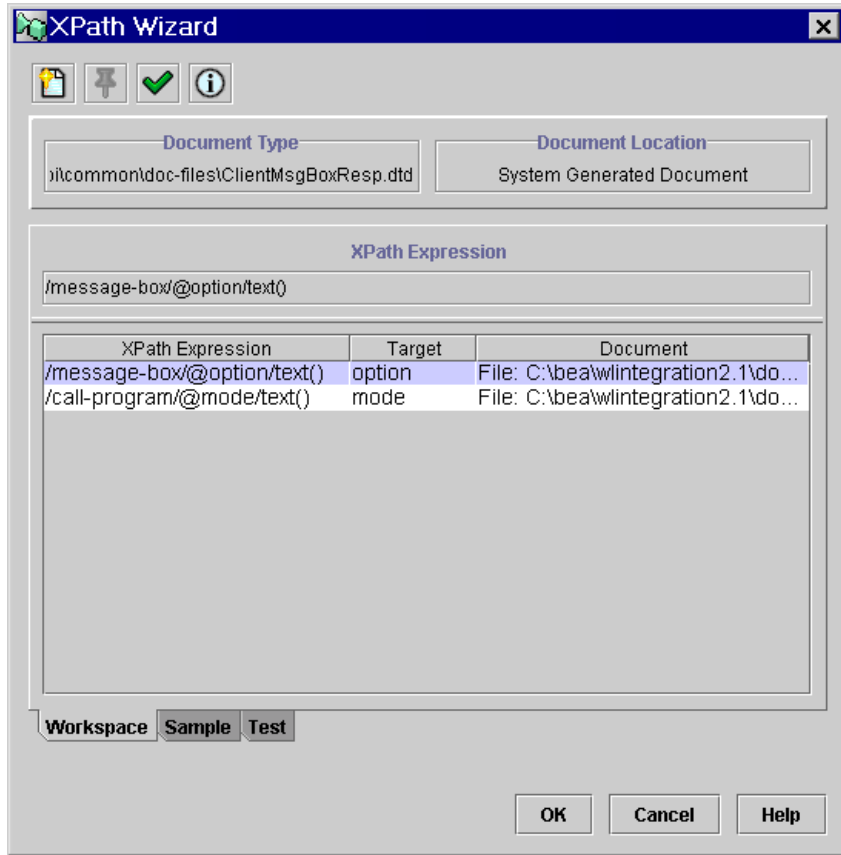 XPath Wizard
Document Type
Document Location
oi\common\doc-files\ClientMsgBoxResp.dtd
System Generated Document
XPath Expression
/message-box/@option/text()
XPath Expression Target Document
/message-box/@option/text() option File: C:\bea\wlintegration2.1\do...
/call-program/@mode/text() mode File: C:\bea\wlintegration2.1\do...
Workspace Sample Test
OK Cancel Help